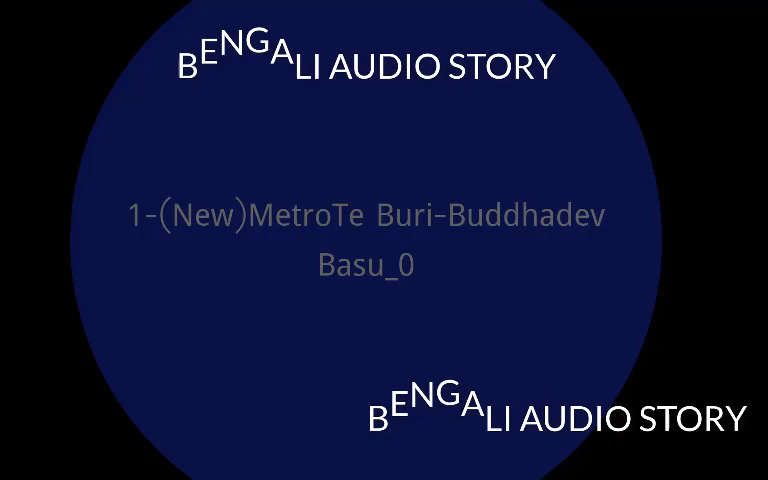 BENGALI AUDIO STORY
1-(New)MetroTe Buri-Buddhadev
Basu_0
BENGALI AUDIO STORY